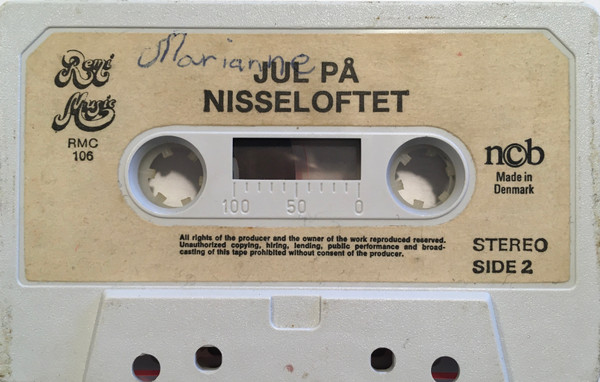 Marianne
Remi
Music
RMC
106
JUL PÅ
NISSELOFTET
100 50 0
ncb
Made in
Denmark
All rights of the producer and the owner of the work reproduced reserved.
Unauthorized copying, hiring, lending, public performance and broad-
casting of this tape prohibited without consent of the producer.
STEREO
SIDE 2